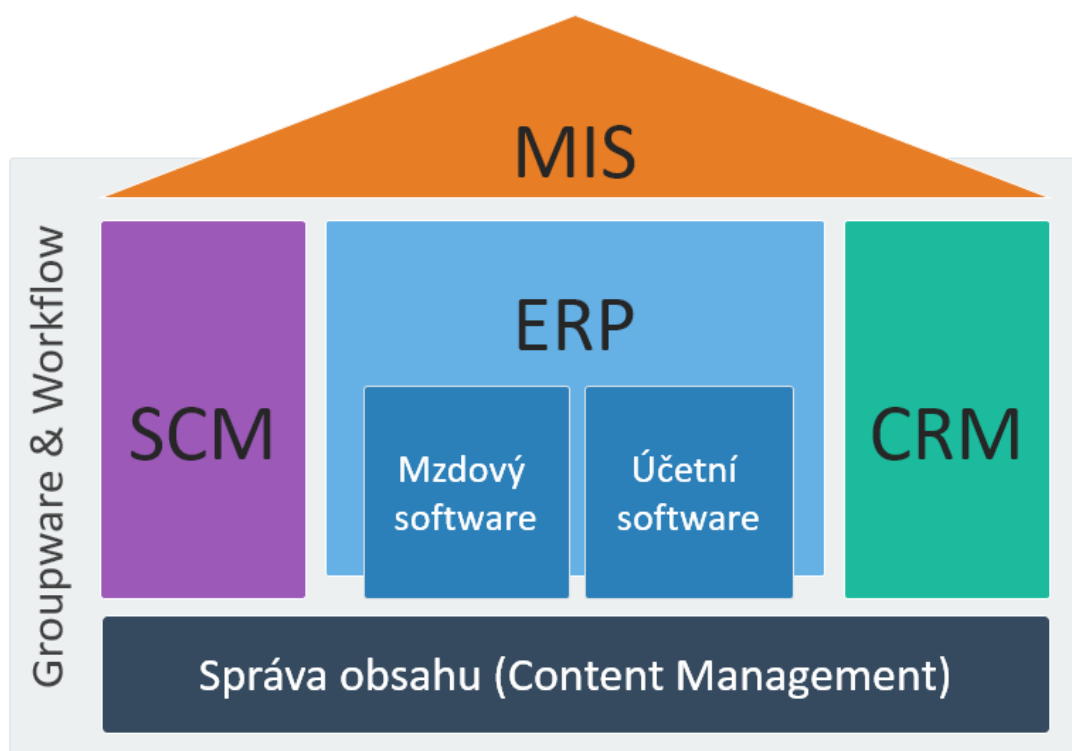 MIS
Groupware & Workflow
SCM
ERP
Mzdový
software
Účetní
software
CRM
Správa obsahu (Content Management)